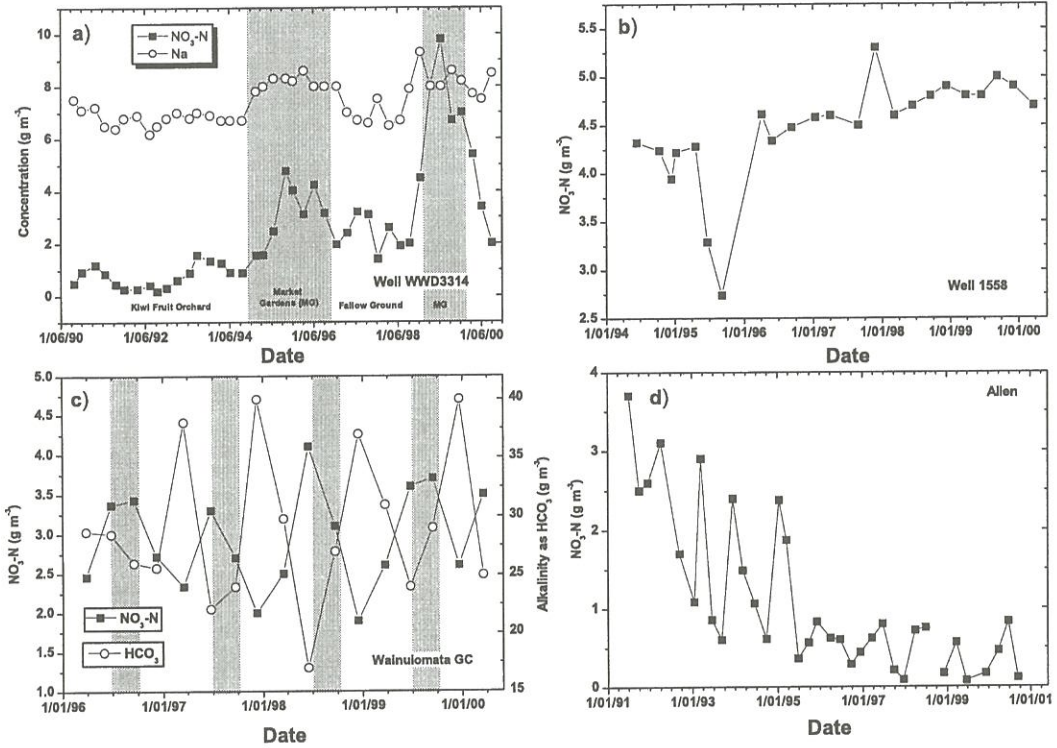 a)
NO₃-N
Na
Concentration (g m⁻³)
10
8
6
4
2
0
Well WWD3314
Kiwi Fruit Orchard
Market
Gardens (MG)
Fallow Ground
MG
1/06/90
1/06/92
1/06/94
1/06/96
1/06/98
1/06/00
Date
b)
NO₃-N (g m⁻³)
5.5
5.0
4.5
4.0
3.5
3.0
2.5
Well 1558
1/01/94
1/01/95
1/01/96
1/01/97
1/01/98
1/01/99
1/01/00
Date
c)
NO₃-N (g m⁻³)
5.0
4.5
4.0
3.5
3.0
2.5
2.0
1.5
1.0
NO₃-N
HCO₃
Wainuiomata GC
40
35
30
25
20
15
Alkalinity as HCO₃ (g m⁻³)
1/01/96
1/01/97
1/01/98
1/01/99
1/01/00
Date
d)
Allen
NO₃-N (g m⁻³)
4
3
2
1
0
1/01/91
1/01/93
1/01/95
1/01/97
1/01/99
1/01/01
Date